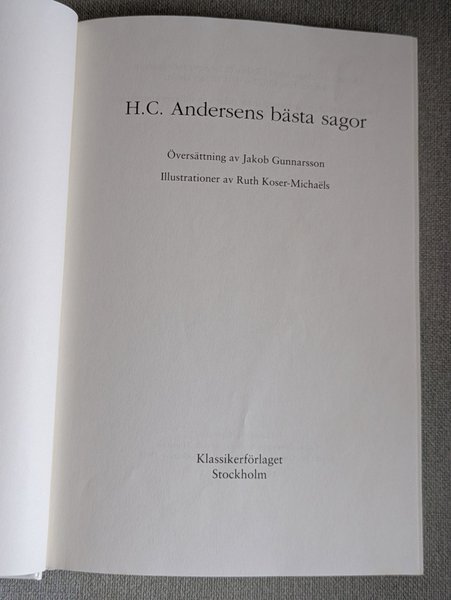 H.C. Andersens bästa sagor
Översättning av Jakob Gunnarsson
Illustrationer av Ruth Koser-Michaëls
Klassikerförlaget
Stockholm